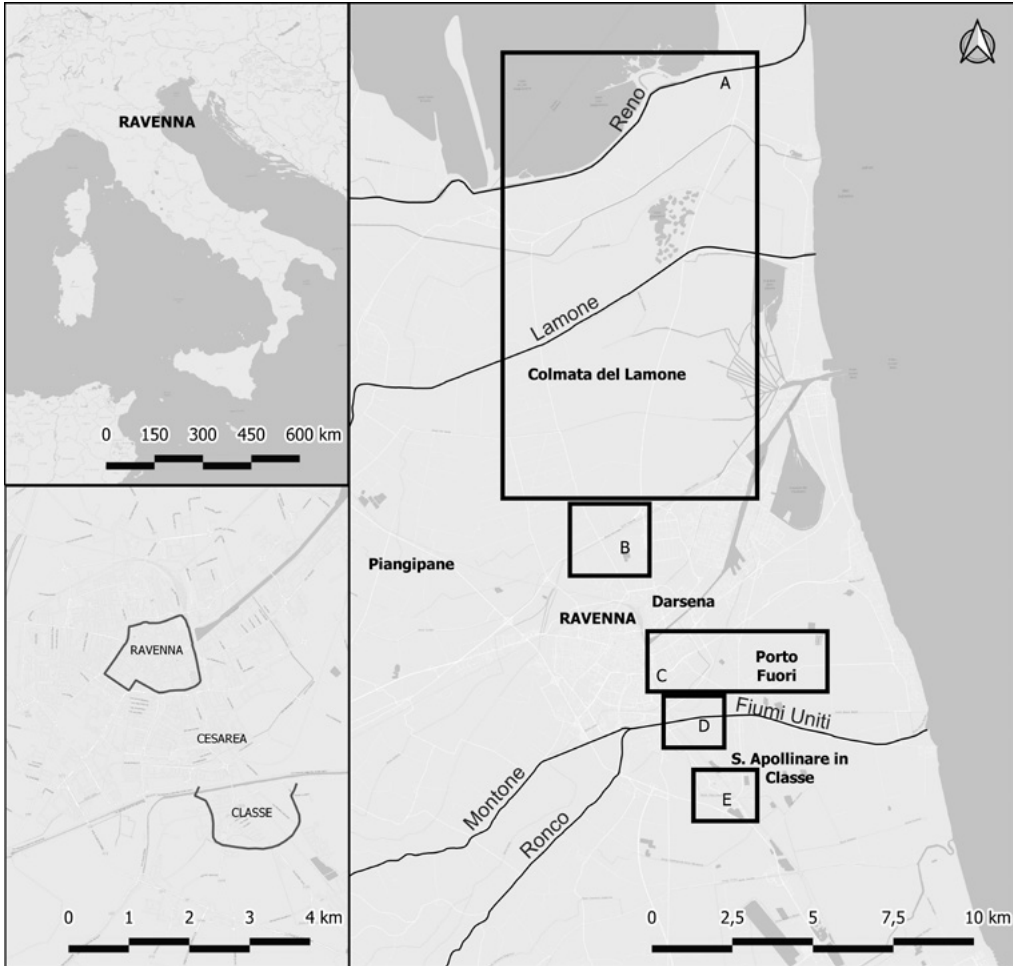 RAVENNA
0 150 300 450 600 km
RAVENNA
CESAREA
CLASSE
0 1 2 3 4 km
A
Reno
Lamone
Colmata del Lamone
B
Piangipane
Darsena
RAVENNA
Porto
Fuori
C
Fiumi Uniti
D
S. Apollinare in
Classe
E
Montone
Ronco
0 2,5 5 7,5 10 km